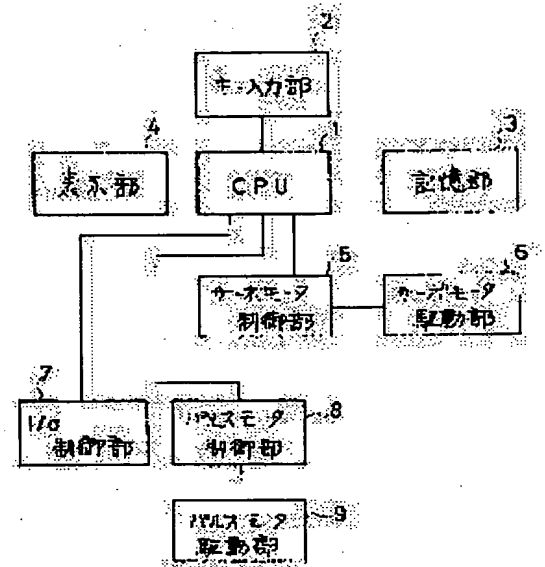 2
キー入力部
4
1
3
表示部
CPU
記憶部
5
6
サーボモータ
制御部
サーボモータ
駆動部
7
I/O
制御部
パルスモータ
制御部
8
パルスモタ
駆動部
9